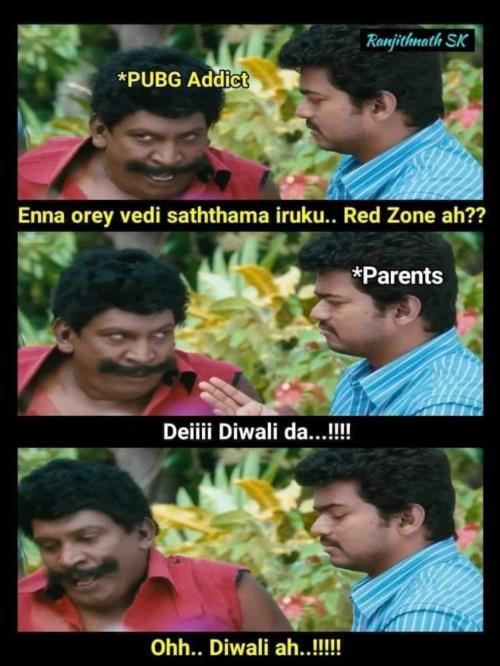 Ranjithnath SK
*PUBG Addict
Enna orey vedi saththama iruku.. Red Zone ah??
*Parents
Deiiii Diwali da...!!!!
Ohh.. Diwali ah..!!!!!